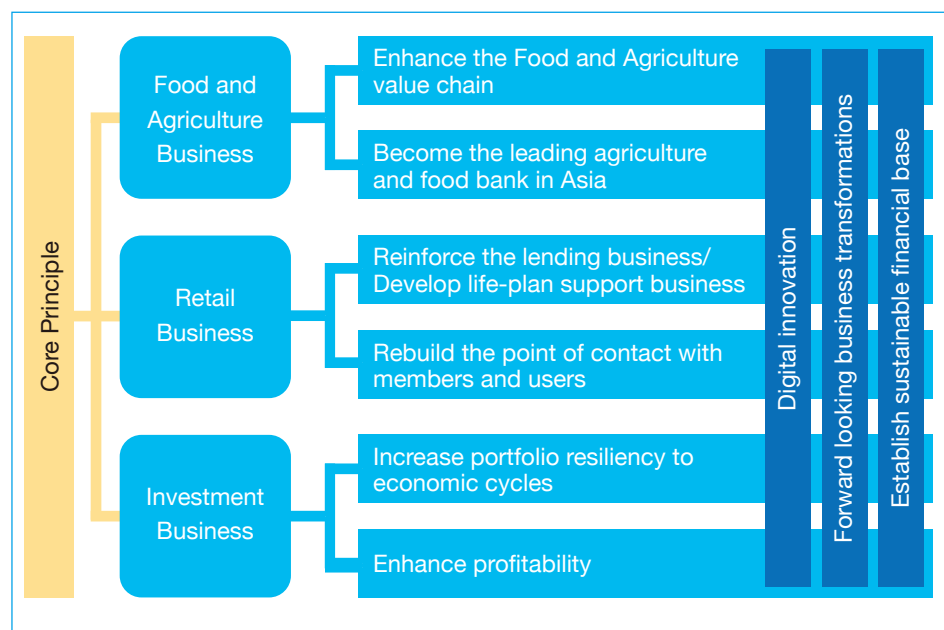 Core Principle
Food and
Agriculture
Business
Enhance the Food and Agriculture
value chain
Become the leading agriculture
and food bank in Asia
Retail
Business
Reinforce the lending business/
Develop life-plan support business
Rebuild the point of contact with
members and users
Investment
Business
Increase portfolio resiliency to
economic cycles
Enhance profitability
Digital innovation
Forward looking business transformations
Establish sustainable financial base